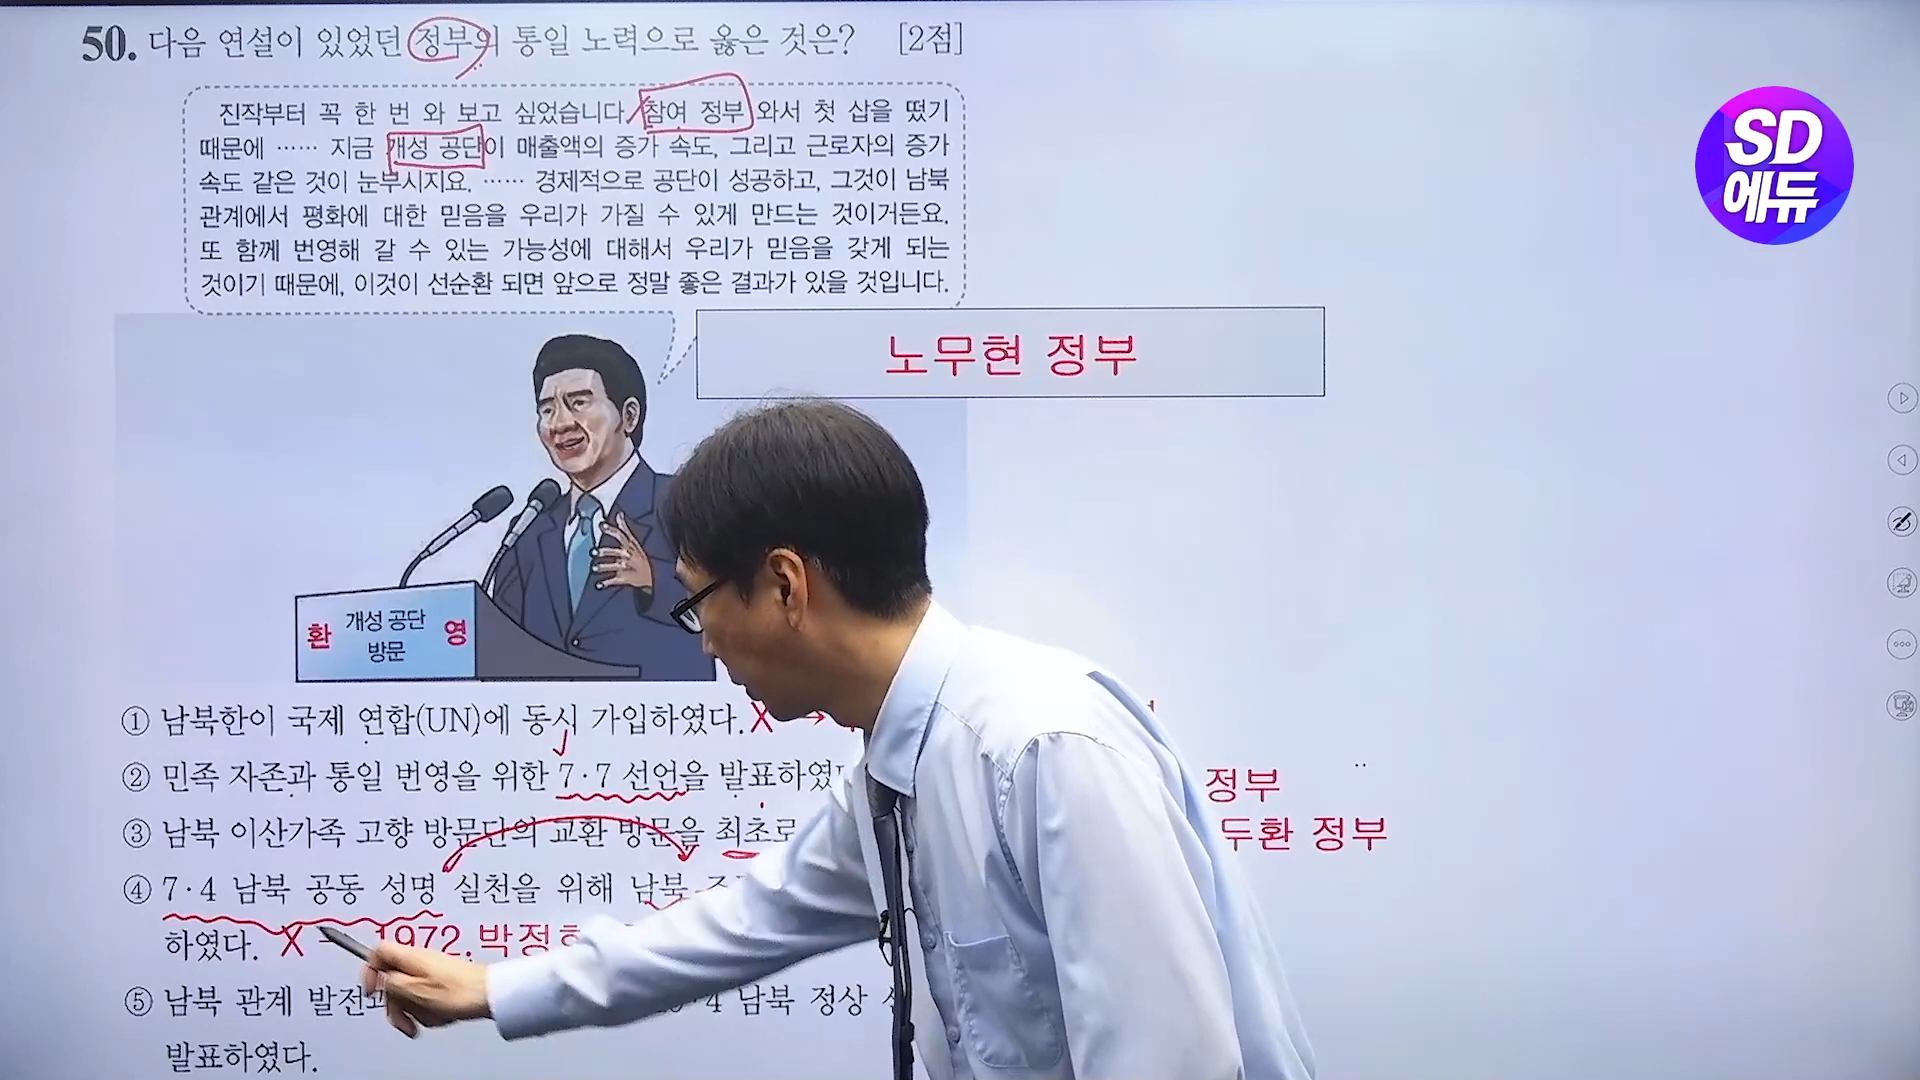 50. 다음 연설이 있었던 정부의 통일 노력으로 옳은 것은? [2점]
진작부터 꼭 한 번 와 보고 싶었습니다. 참여 정부 와서 첫 삽을 떴기
때문에 …… 지금 개성 공단이 매출액의 증가 속도, 그리고 근로자의 증가
속도 같은 것이 눈부시지요. …… 경제적으로 공단이 성공하고, 그것이 남북
관계에서 평화에 대한 믿음을 우리가 가질 수 있게 만드는 것이거든요.
또 함께 번영해 갈 수 있는 가능성에 대해서 우리가 믿음을 갖게 되는
것이기 때문에, 이것이 선순환 되면 앞으로 정말 좋은 결과가 있을 것입니다.
SD
에듀
노무현 정부
환 개성 공단 영
방문
① 남북한이 국제 연합(UN)에 동시 가입하였다. X →
② 민족 자존과 통일 번영을 위한 7·7 선언을 발표하였 정부
③ 남북 이산가족 고향 방문단의 교환 방문을 최초로 두환 정부
④ 7·4 남북 공동 성명 실천을 위해 남북
하였다. X 1972. 박정희
⑤ 남북 관계 발전과 ·4 남북 정상
발표하였다.